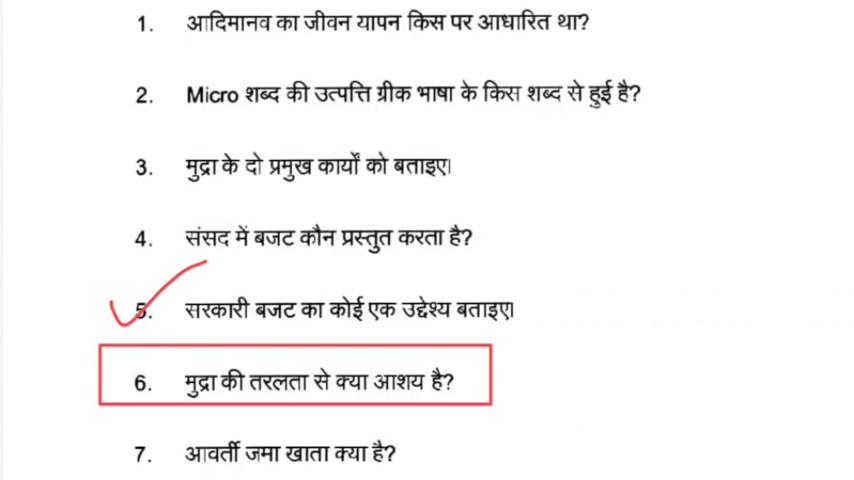 1. आदिमानव का जीवन यापन किस पर आधारित था?
2. Micro शब्द की उत्पत्ति ग्रीक भाषा के किस शब्द से हुई है?
3. मुद्रा के दो प्रमुख कार्यों को बताइए।
4. संसद में बजट कौन प्रस्तुत करता है?
5. सरकारी बजट का कोई एक उद्देश्य बताइए।
6. मुद्रा की तरलता से क्या आशय है?
7. आवर्ती जमा खाता क्या है?